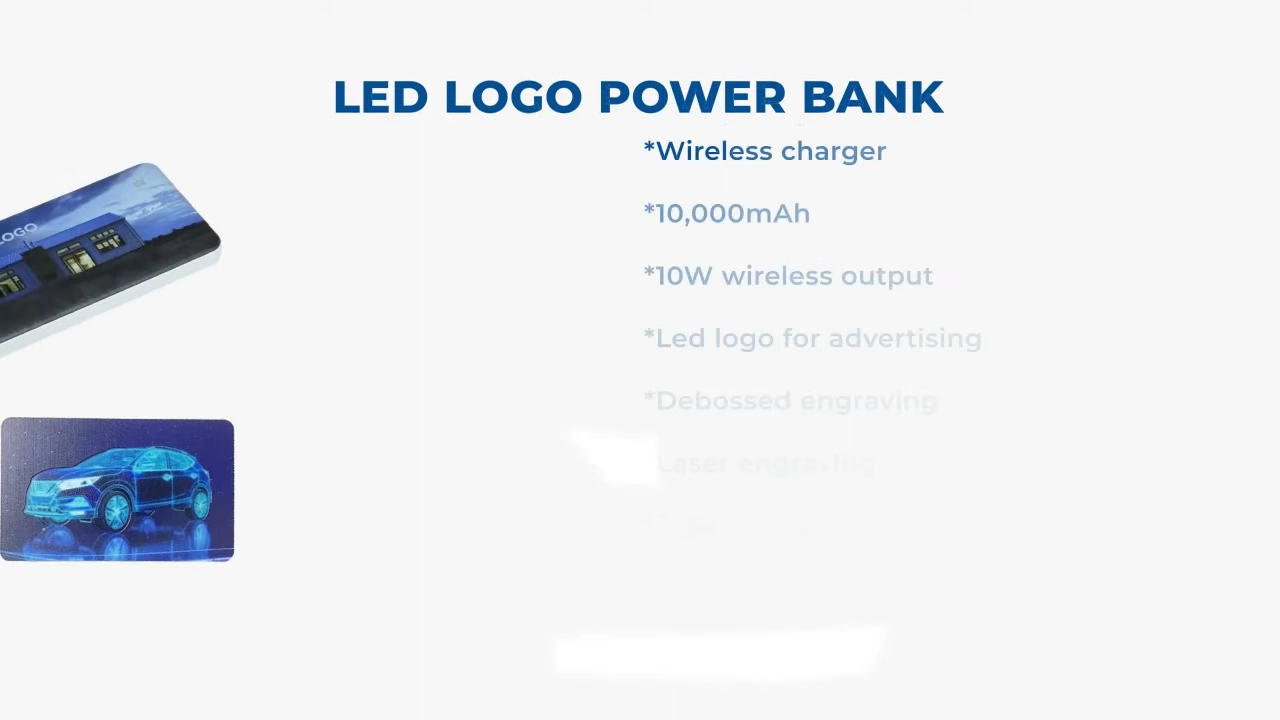 LED LOGO POWER BANK
*Wireless charger
*10,000mAh
*10W wireless output
*Led logo for advertising
LOGO
*Debossed engraving
Laser engraving